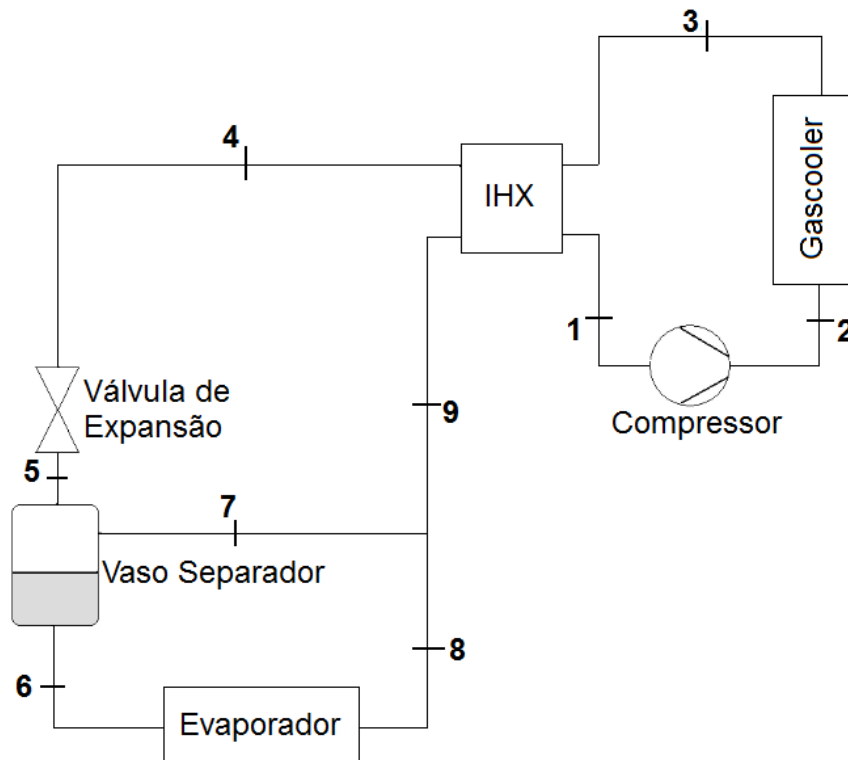 3
4
IHX
Gascooler
1
2
Compressor
Válvula de
Expansão
9
5
7
Vaso Separador
8
6
Evaporador